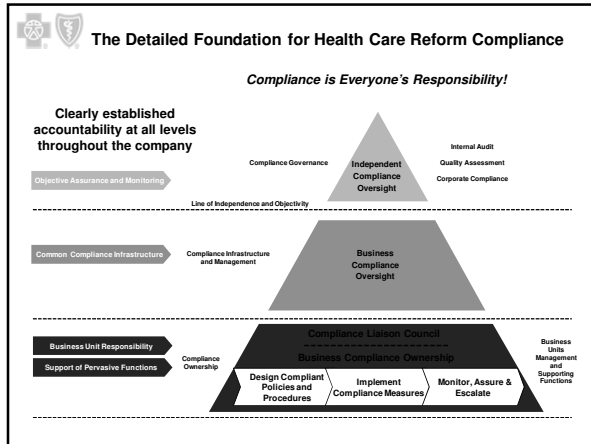 The Detailed Foundation for Health Care Reform Compliance
Compliance is Everyone's Responsibility!
Clearly established
accountability at all levels
throughout the company
Compliance Governance
Independent
Compliance
Oversight
Internal Audit
Quality Assessment
Corporate Compliance
Objective Assurance and Monitoring
Line of Independence and Objectivity
Common Compliance Infrastructure
Compliance Infrastructure
and Management
Business
Compliance
Oversight
Compliance Liaison Council
Business Compliance Ownership
Business Unit Responsibility
Support of Pervasive Functions
Compliance
Ownership
Design Compliant
Policies and
Procedures
Implement
Compliance Measures
Monitor, Assure &
Escalate
Business
Units
Management
and
Supporting
Functions